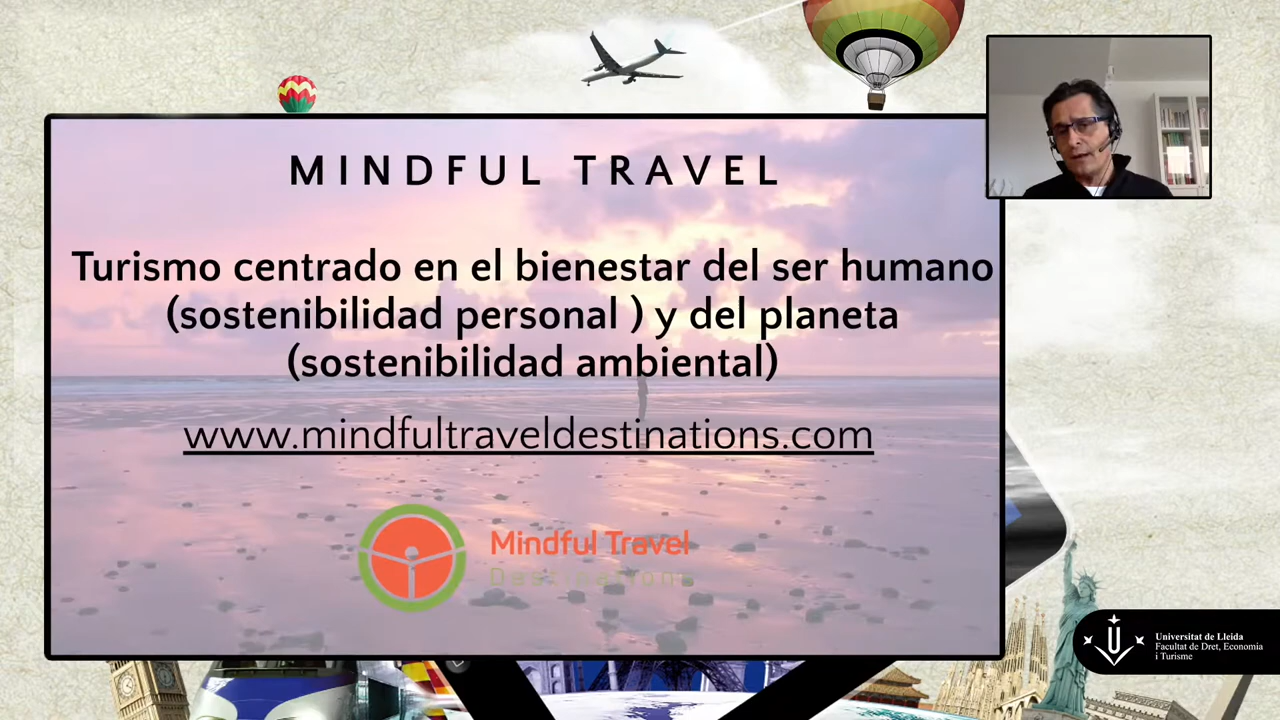 MINDFUL TRAVEL
Turismo centrado en el bienestar del ser humano
(sostenibilidad personal ) y del planeta
(sostenibilidad ambiental)
www.mindfultraveldestinations.com
Mindful Travel
Destinations
Universitat de Lleida
Facultat de Dret, Economia
i Turisme